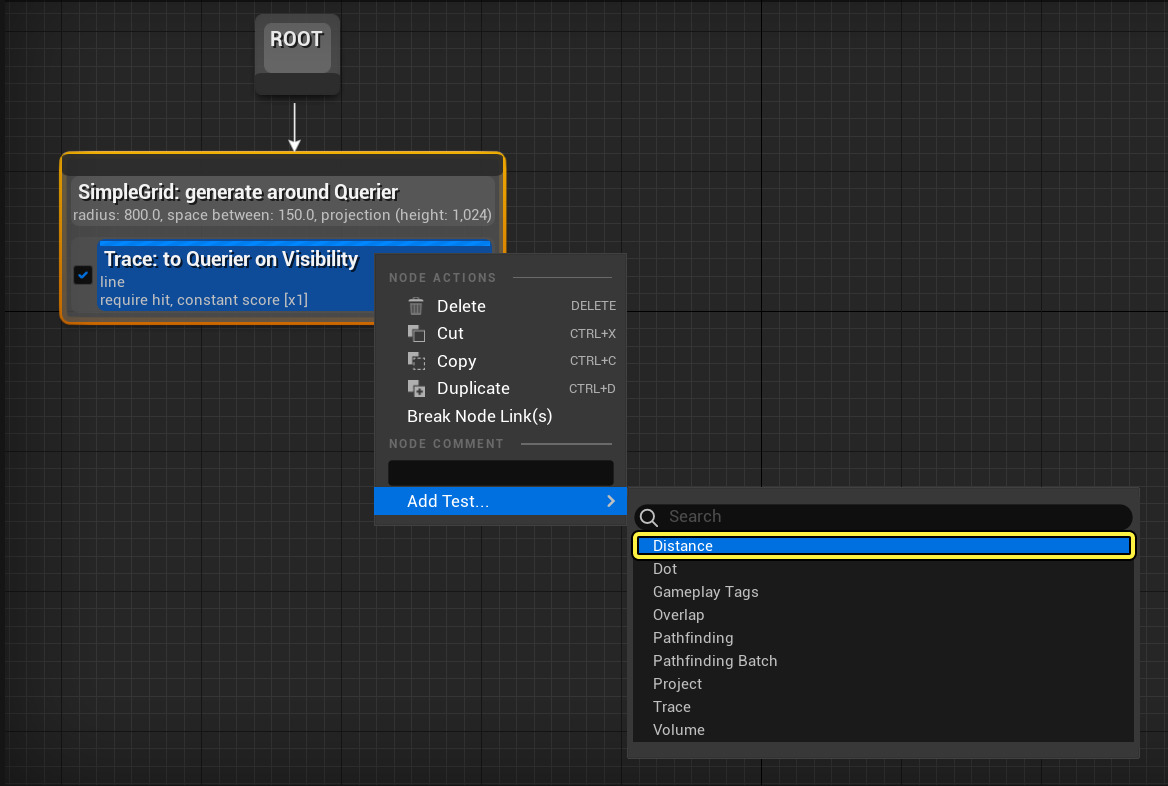 ROOT
SimpleGrid: generate around Querier
radius: 800.0, space between: 150.0, projection (height: 1,024)
Trace: to Querier on Visibility
line
require hit, constant score [x1]
NODE ACTIONS
Delete DELETE
Cut CTRL+X
Copy CTRL+C
Duplicate CTRL+D
Break Node Link(s)
NODE COMMENT
Add Test...
Search
Distance
Dot
Gameplay Tags
Overlap
Pathfinding
Pathfinding Batch
Project
Trace
Volume